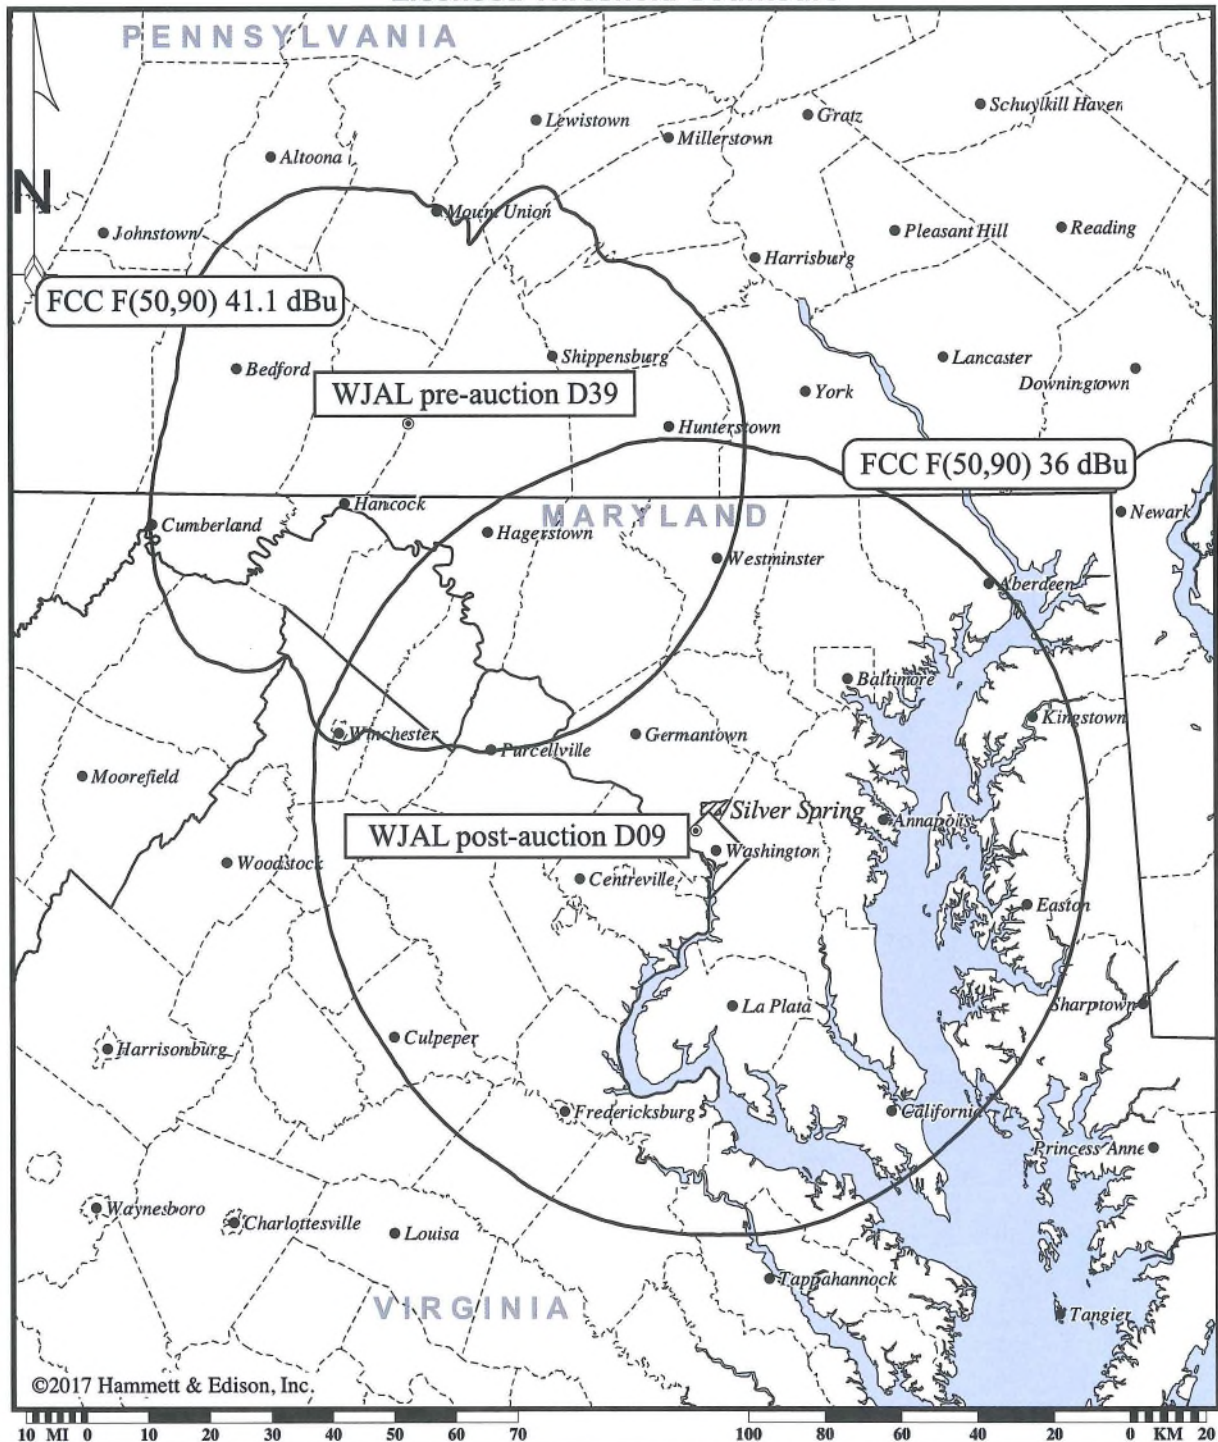 PENNSYLVANIA
Schuylkill Haven
Lewistown
Gratz
Millerstown
Altoona
N
Mount Union
Johnstown
Pleasant Hill
Reading
Harrisburg
FCC F(50,90) 41.1 dBu
Shippensburg
Lancaster
Bedford
Downingtown
WJAL pre-auction D39
York
Hunterstown
FCC F(50,90) 36 dBu
Hancock
MARYLAND
Newark
Cumberland
Hagerstown
Westminster
Aberdeen
Baltimore
Kingstown
Winchester
Germantown
Purcellville
Moorefield
Silver Spring
Annapolis
WJAL post-auction D09
Washington
Woodstock
Centreville
Easton
La Plata
Sharptown
Culpeper
Harrisonburg
Fredericksburg
California
Princess Anne
Waynesboro
Charlottesville
Louisa
Tappahannock
VIRGINIA
Tangier
©2017 Hammett & Edison, Inc.
10 MI 0 10 20 30 40 50 60 70 100 80 60 40 20 0 KM 20